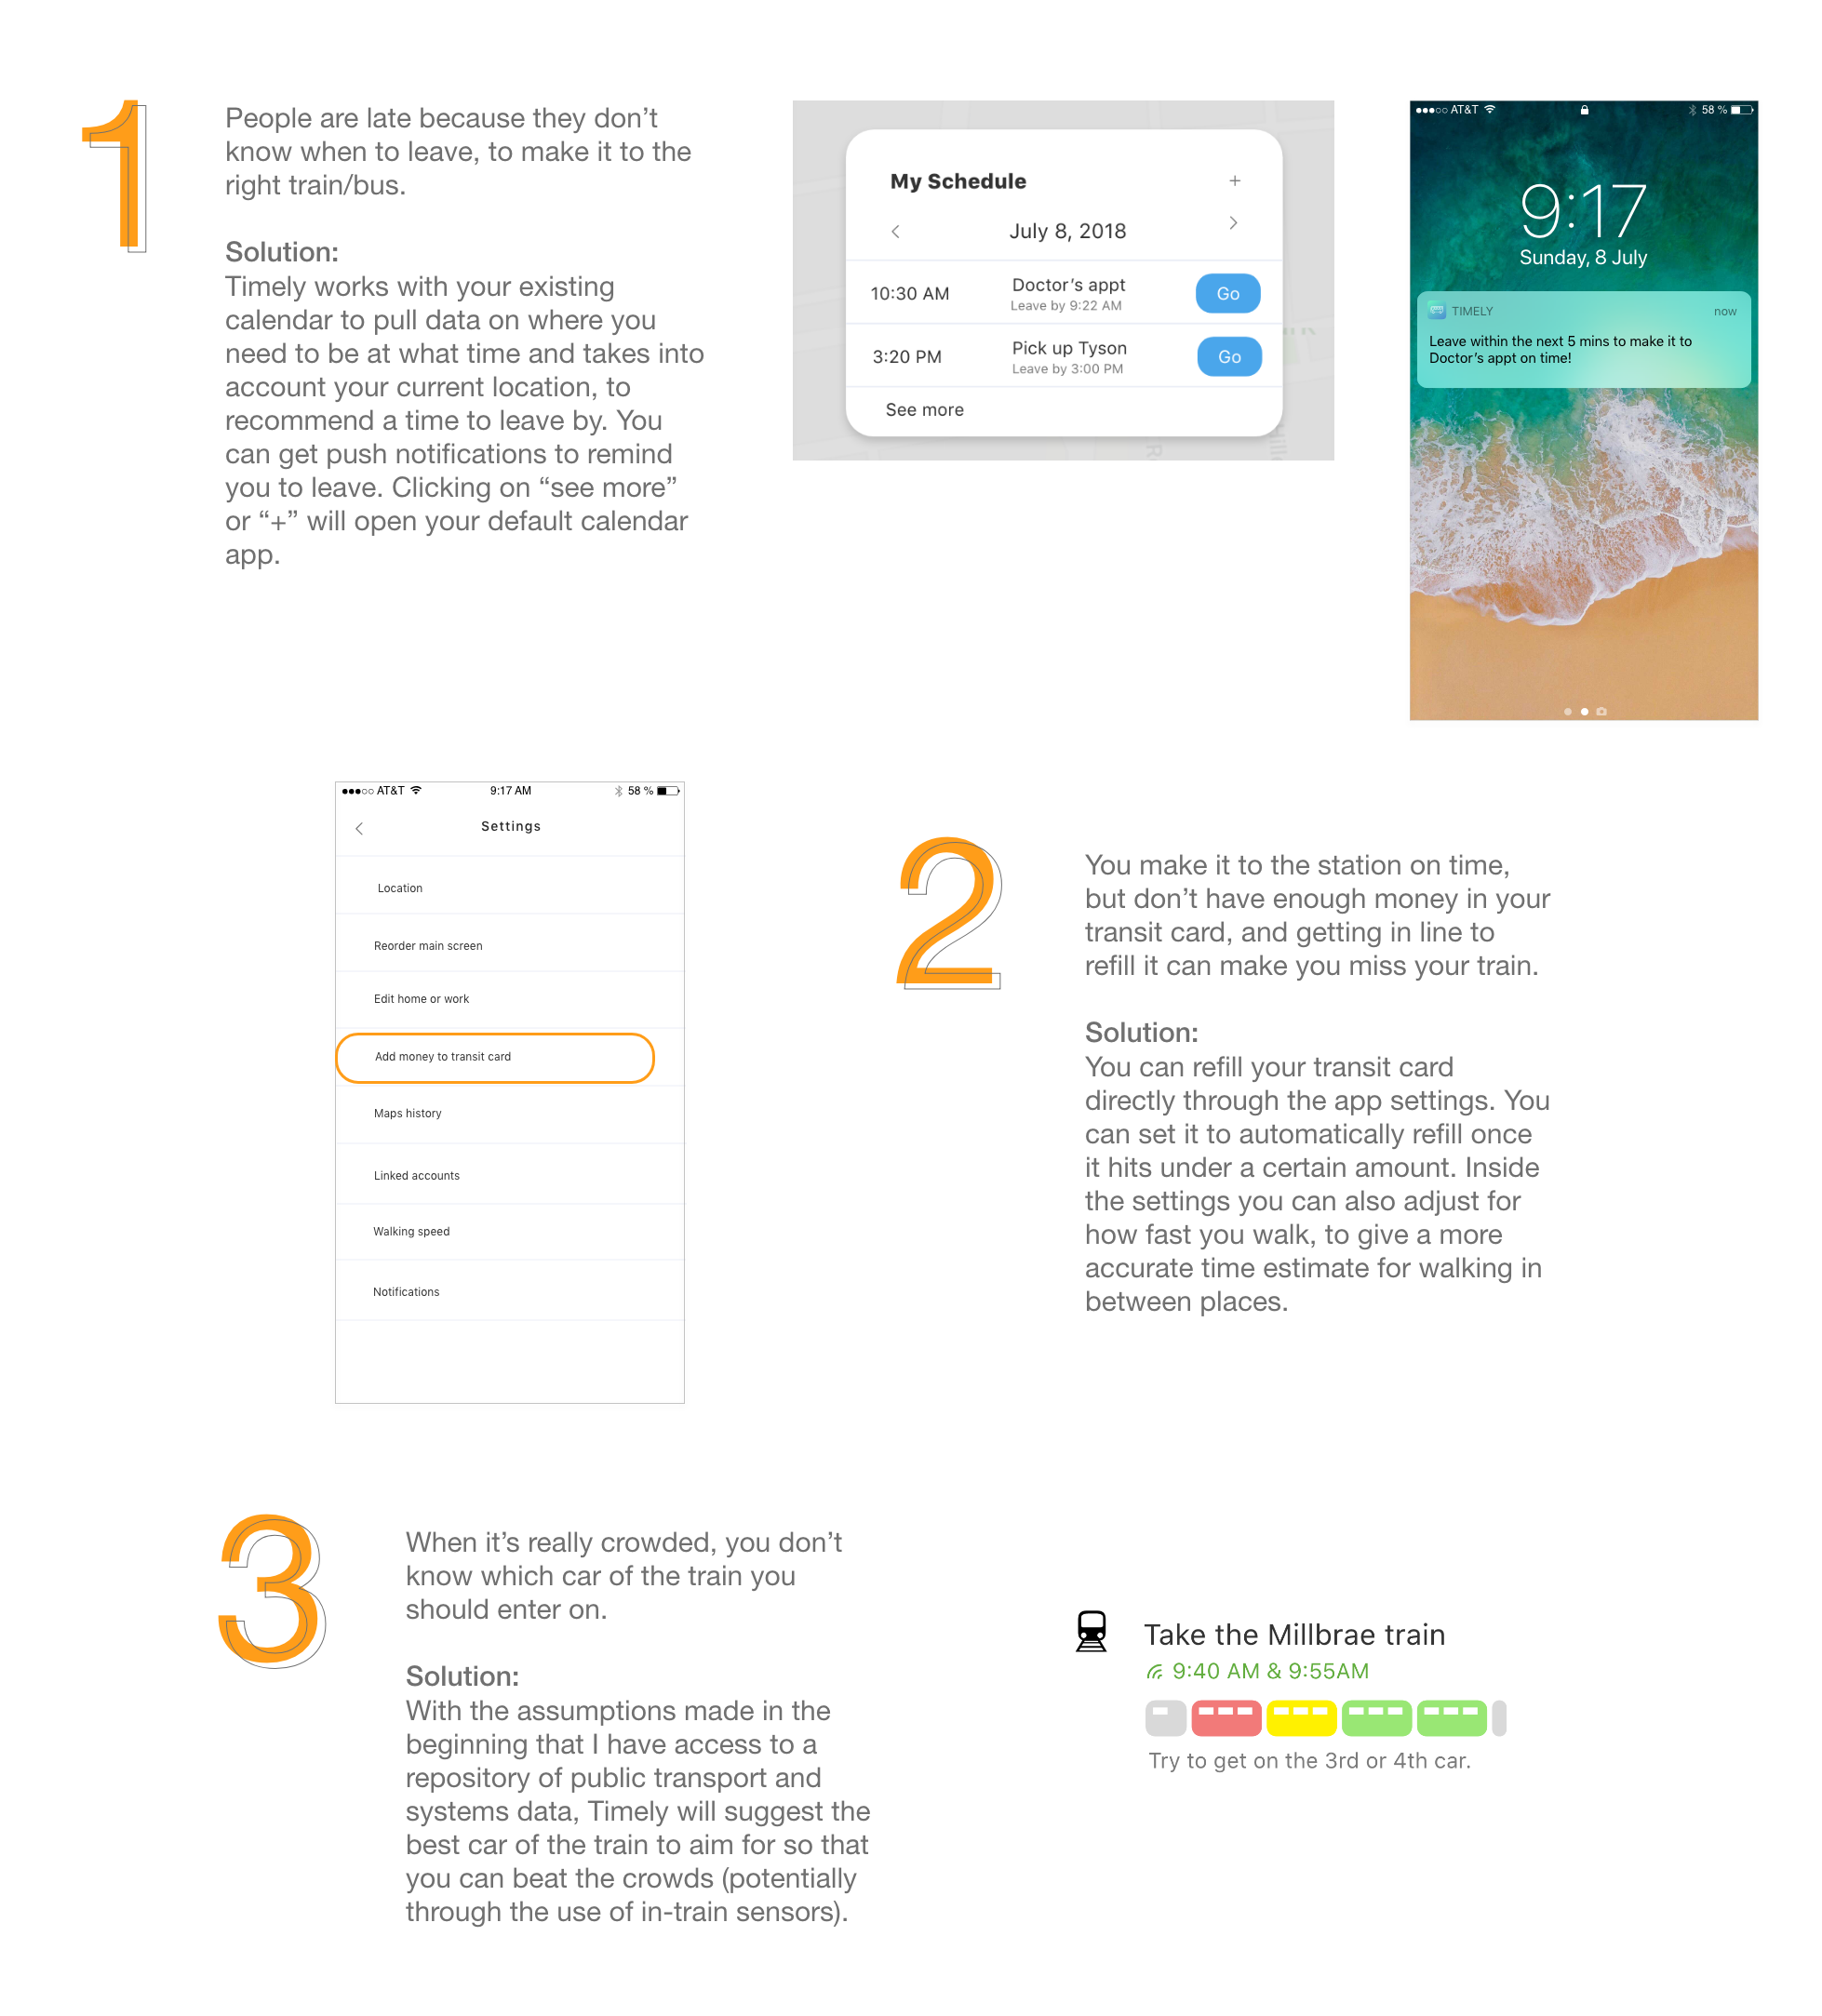 1
People are late because they don’t
know when to leave, to make it to the
right train/bus.
Solution:
Timely works with your existing
calendar to pull data on where you
need to be at what time and takes into
account your current location, to
recommend a time to leave by. You
can get push notifications to remind
you to leave. Clicking on “see more”
or “+” will open your default calendar
app.
My Schedule +
July 8, 2018
10:30 AM Doctor’s appt Go
Leave by 9:22 AM
3:20 PM Pick up Tyson Go
Leave by 3:00 PM
See more
AT&T 58 %
9:17
Sunday, 8 July
TIMELY now
Leave within the next 5 mins to make it to
Doctor’s appt on time!
AT&T 9:17 AM 58 %
Settings
Location
Reorder main screen
Edit home or work
Add money to transit card
Maps history
Linked accounts
Walking speed
Notifications
2
You make it to the station on time,
but don’t have enough money in your
transit card, and getting in line to
refill it can make you miss your train.
Solution:
You can refill your transit card
directly through the app settings. You
can set it to automatically refill once
it hits under a certain amount. Inside
the settings you can also adjust for
how fast you walk, to give a more
accurate time estimate for walking in
between places.
3
When it’s really crowded, you don’t
know which car of the train you
should enter on.
Solution:
With the assumptions made in the
beginning that I have access to a
repository of public transport and
systems data, Timely will suggest the
best car of the train to aim for so that
you can beat the crowds (potentially
through the use of in-train sensors).
Take the Millbrae train
9:40 AM & 9:55AM
Try to get on the 3rd or 4th car.